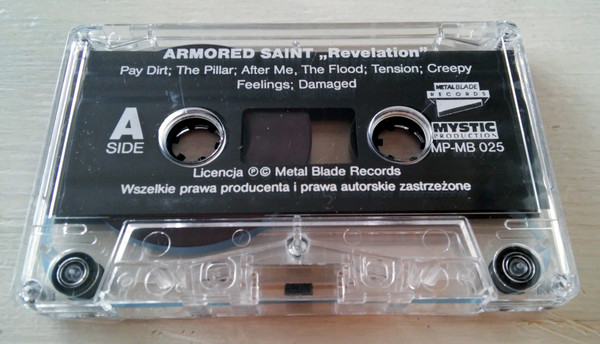 ARMORED SAINT „Revelation”
Pay Dirt; The Pillar; After Me, The Flood; Tension; Creepy
Feelings; Damaged
METAL BLADE
RECORDS
A
SIDE
MYSTIC
PRODUCTION
MP-MB 025
Licencja ℗© Metal Blade Records
Wszelkie prawa producenta i prawa autorskie zastrzeżone